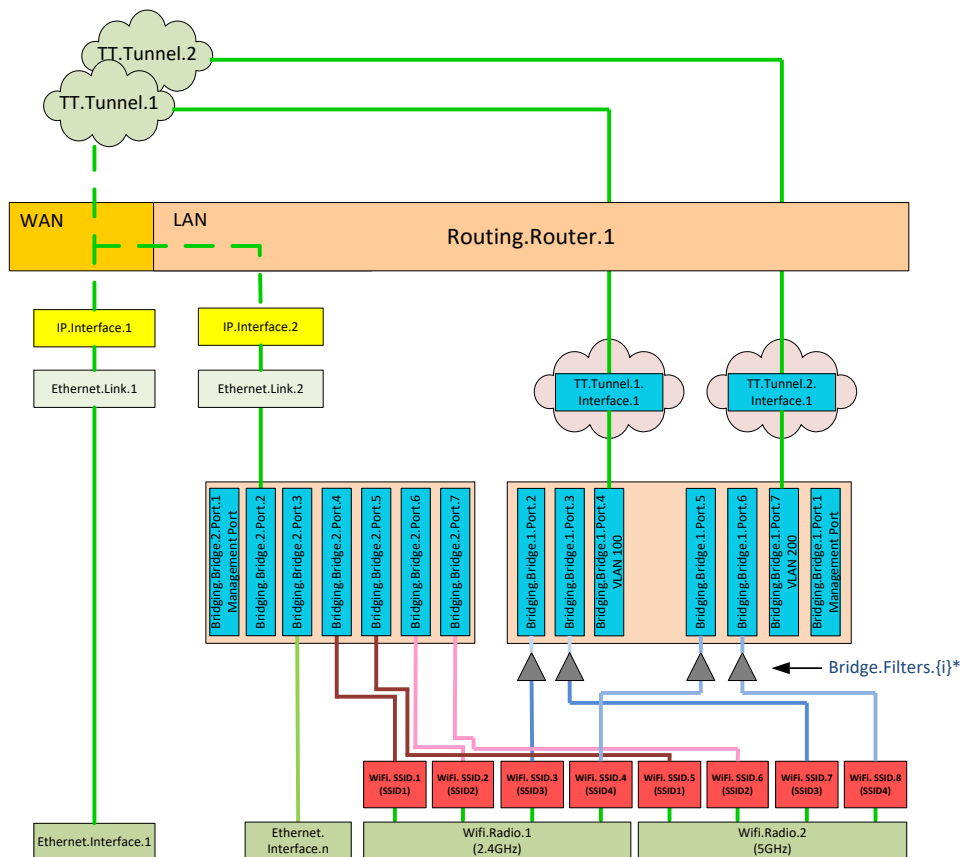 TT.Tunnel.2
TT.Tunnel.1
WAN
LAN
Routing.Router.1
IP.Interface.1
IP.Interface.2
Ethernet.Link.1
Ethernet.Link.2
TT.Tunnel.1.
Interface.1
TT.Tunnel.2.
Interface.1
Bridging.Bridge.2.Port.1
Management Port
Bridging.Bridge.2.Port.2
Bridging.Bridge.2.Port.3
Bridging.Bridge.2.Port.4
Bridging.Bridge.2.Port.5
Bridging.Bridge.2.Port.6
Bridging.Bridge.2.Port.7
Bridging.Bridge.1.Port.2
Bridging.Bridge.1.Port.3
Bridging.Bridge.1.Port.4
VLAN 100
Bridging.Bridge.1.Port.5
Bridging.Bridge.1.Port.6
Bridging.Bridge.1.Port.7
VLAN 200
Bridging.Bridge.1.Port.1
Management Port
Bridge.Filters.{i}*
WiFi. SSID.1
(SSID1)
WiFi. SSID.2
(SSID2)
WiFi. SSID.3
(SSID3)
WiFi. SSID.4
(SSID4)
WiFi. SSID.5
(SSID1)
WiFi. SSID.6
(SSID2)
WiFi. SSID.7
(SSID3)
WiFi. SSID.8
(SSID4)
Ethernet.Interface.1
Ethernet.
Interface.n
Wifi.Radio.1
(2.4GHz)
Wifi.Radio.2
(5GHz)